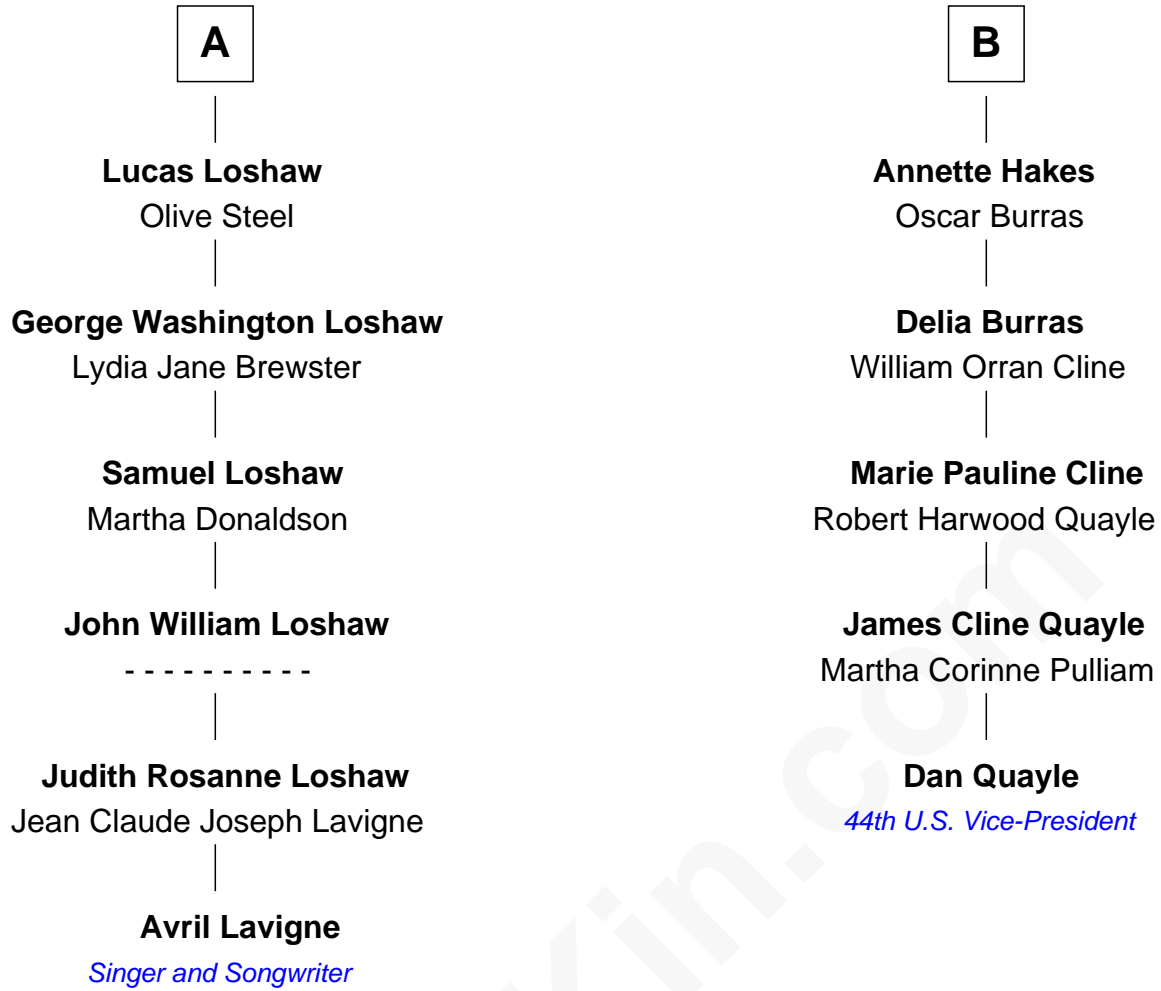 A
Lucas Loshaw
Olive Steel
George Washington Loshaw
Lydia Jane Brewster
Samuel Loshaw
Martha Donaldson
John William Loshaw
- - - - - - - - - -
Judith Rosanne Loshaw
Jean Claude Joseph Lavigne
Avril Lavigne
Singer and Songwriter
B
Annette Hakes
Oscar Burras
Delia Burras
William Orran Cline
Marie Pauline Cline
Robert Harwood Quayle
James Cline Quayle
Martha Corinne Pulliam
Dan Quayle
44th U.S. Vice-President